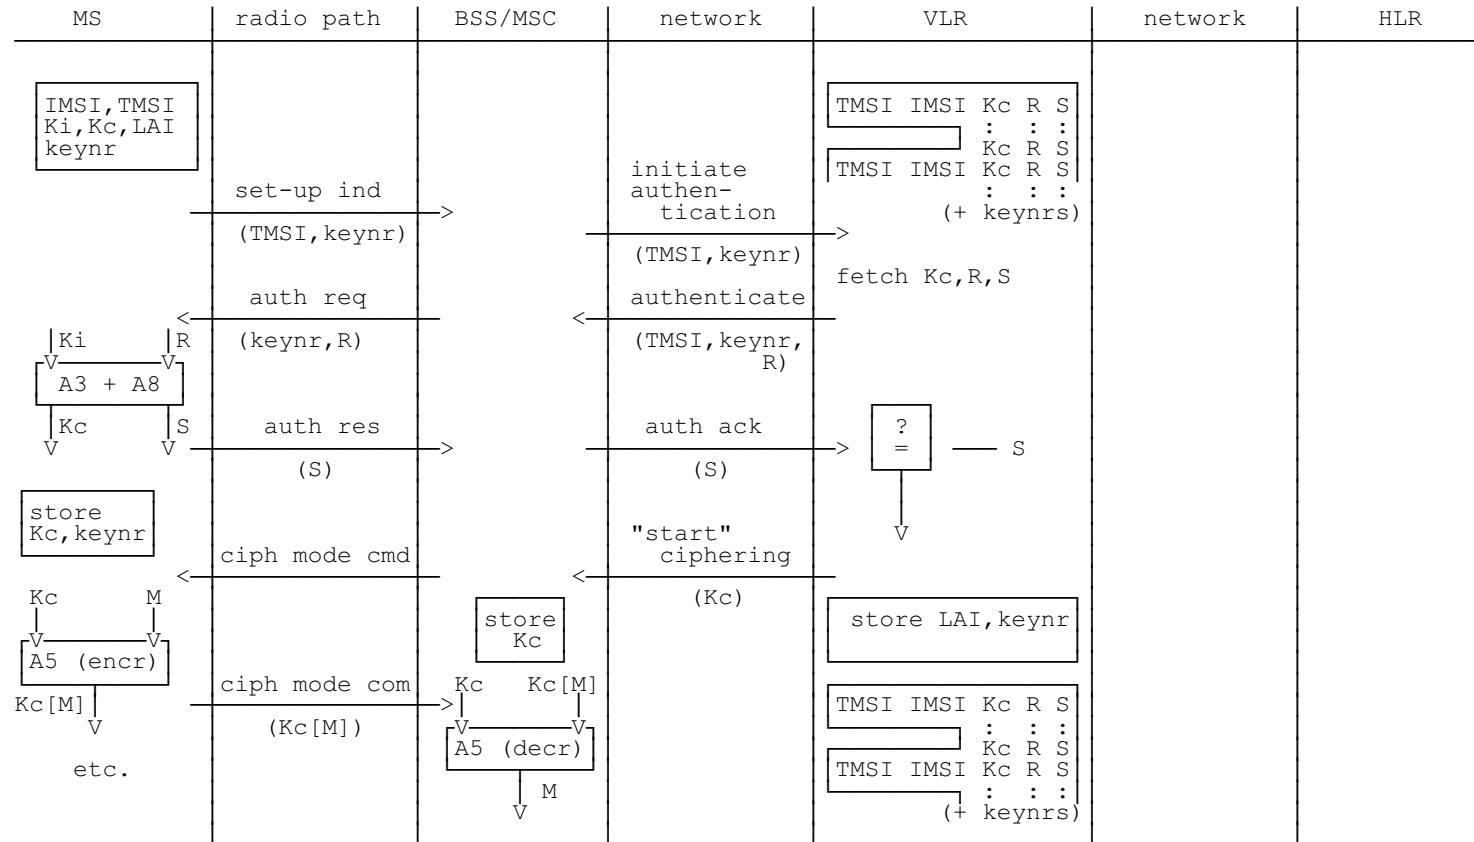 MS radio path BSS/MSC network VLR network HLR
IMSI,TMSI
Ki,Kc,LAI
keynr
TMSI IMSI Kc R S
: : :
Kc R S
TMSI IMSI Kc R S
: : :
(+ keynrs)
set-up ind
(TMSI,keynr)
initiate
authen-
tication
(TMSI,keynr)
fetch Kc,R,S
auth req
(keynr,R)
authenticate
(TMSI,keynr,
R)
Ki R
A3 + A8
Kc S
auth res
(S)
auth ack
(S)
?
=
S
store
Kc,keynr
"start"
ciphering
(Kc)
ciph mode cmd
Kc M
A5 (encr)
Kc[M]
store
Kc
store LAI,keynr
ciph mode com
(Kc[M])
Kc Kc[M]
A5 (decr)
M
TMSI IMSI Kc R S
: : :
Kc R S
TMSI IMSI Kc R S
: : :
(+ keynrs)
etc.